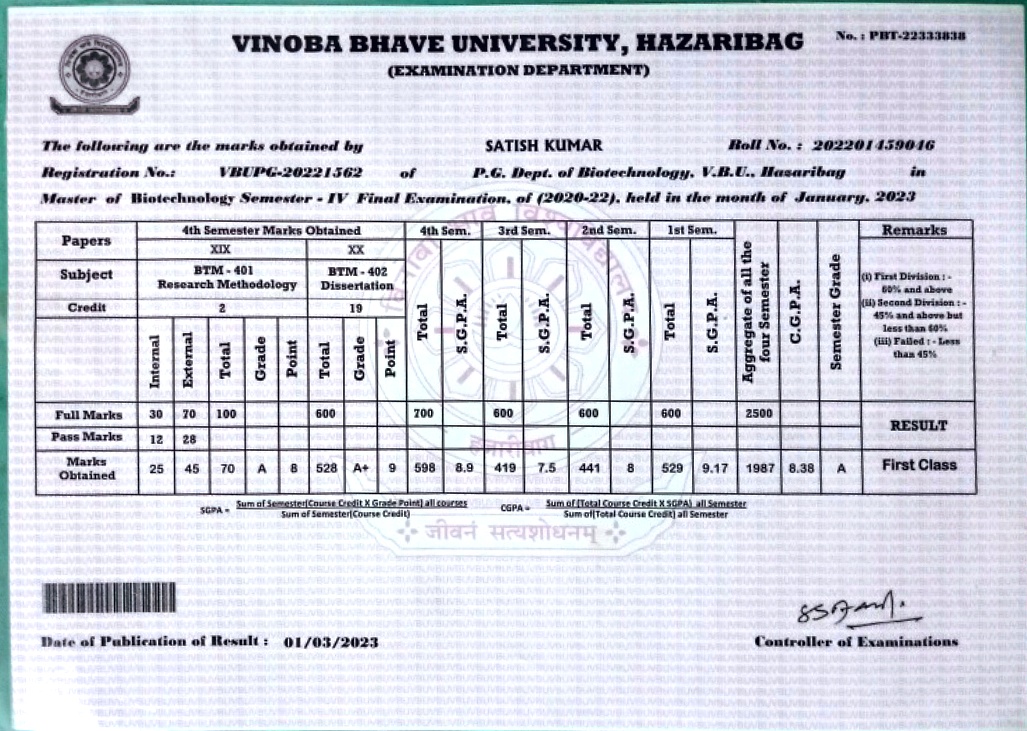 VINOBA BHAVE UNIVERSITY, HAZARIBAG
No. : PBT-22333838
(EXAMINATION DEPARTMENT)
The following are the marks obtained by SATISH KUMAR Roll No. : 202201459046
Registration No.: VBUPG-20221562 of P.G. Dept. of Biotechnology, V.B.U., Hasaribag in
Master of Biotechnology Semester - IV Final Examination, of (2020-22), held in the month of January, 2023
Papers 4th Semester Marks Obtained 4th Sem. 3rd Sem. 2nd Sem. 1st Sem. Aggregate of all the four Semester C.G.P.A. Semester Grade Remarks
XIX XX
Subject BTM - 401 Research Methodology BTM - 402 Dissertation
Credit 2 19
Internal External Total Grade Point Total Grade Point Total S.G.P.A. Total S.G.P.A. Total S.G.P.A. Total S.G.P.A.
(i) First Division : -
60% and above
(ii) Second Division : -
45% and above but
less than 60%
(iii) Failed : - Less
than 45%
Full Marks 30 70 100 600 700 600 600 600 2500
RESULT
Pass Marks 12 28
Marks Obtained 25 45 70 A 8 528 A+ 9 598 8.9 419 7.5 441 8 529 9.17 1987 8.38 A First Class
SGPA = Sum of Semester(Course Credit X Grade Point) all courses
Sum of Semester(Course Credit)
CGPA = Sum of (Total Course Credit X SGPA) all Semester
Sum of(Total Course Credit) all Semester
हजारीबाग
जीवनं सत्यशोधनम्
Date of Publication of Result : 01/03/2023
Controller of Examinations